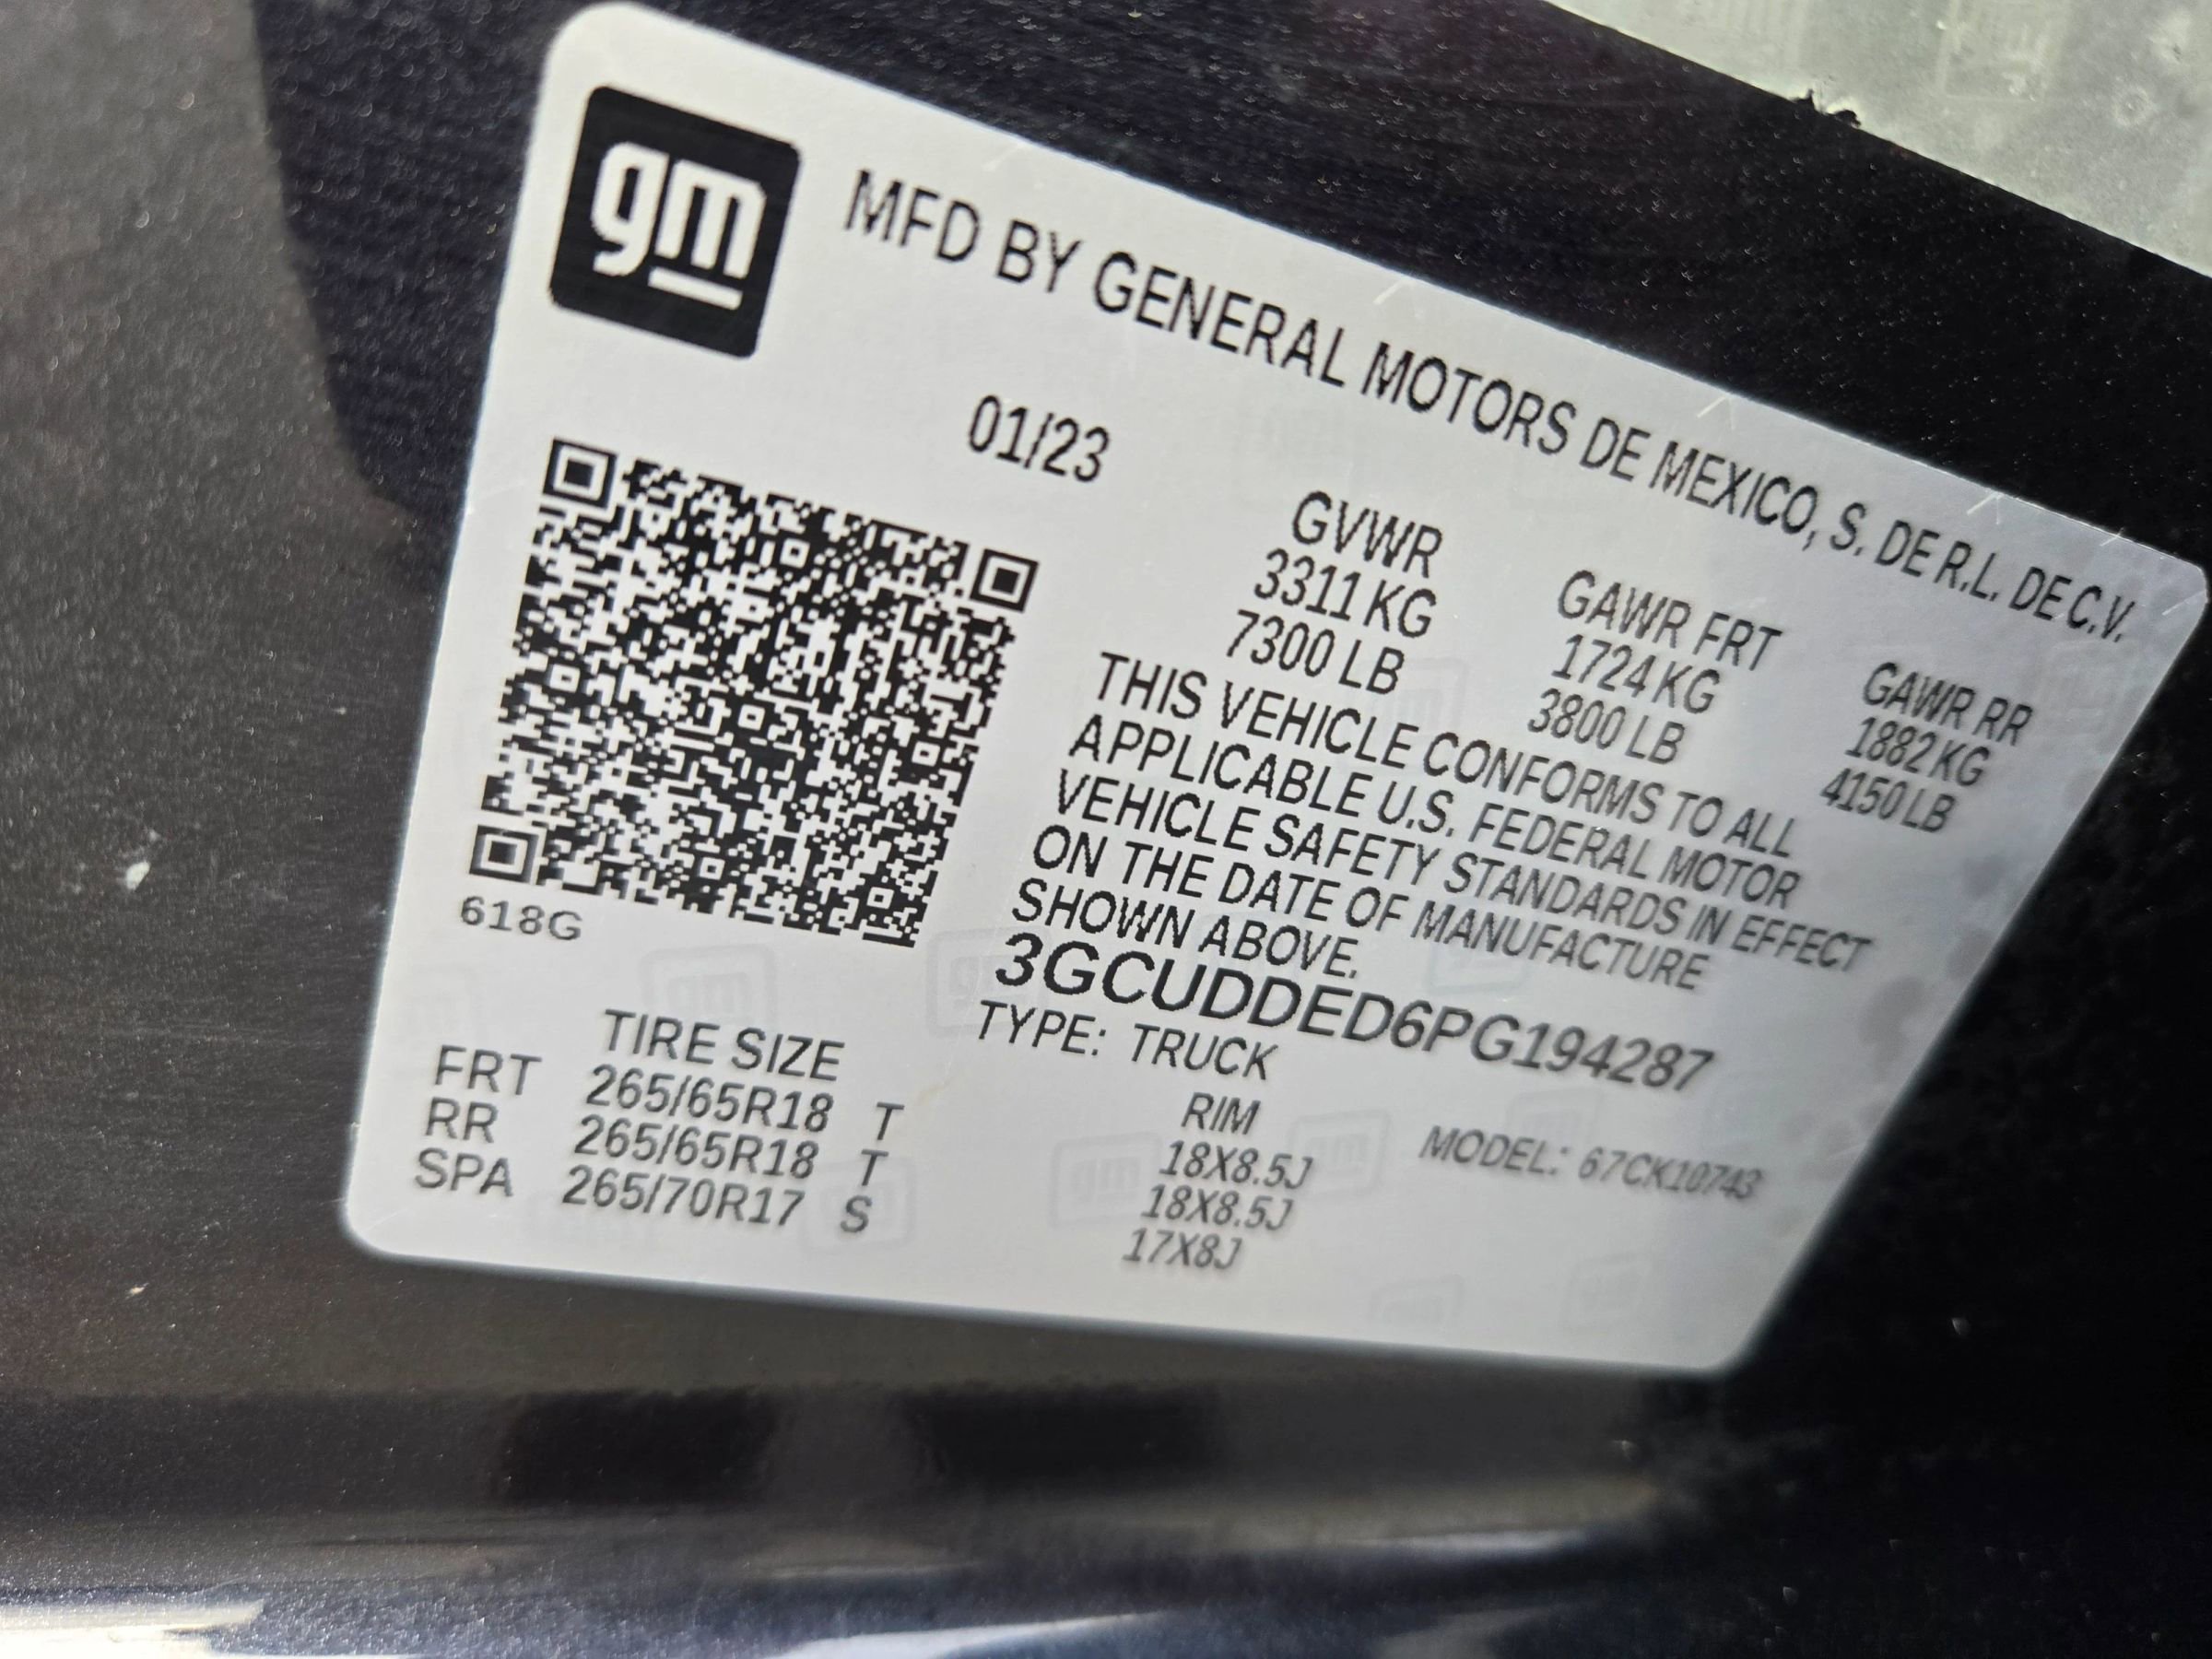 gm
MFD BY GENERAL MOTORS DE MEXICO, S. DE R.L. DE C.V.
01/23
GVWR GAWR FRT GAWR RR
3311 KG 1724 KG 1882 KG
7300 LB 3800 LB 4150 LB
THIS VEHICLE CONFORMS TO ALL
APPLICABLE U.S. FEDERAL MOTOR
VEHICLE SAFETY STANDARDS IN EFFECT
ON THE DATE OF MANUFACTURE
SHOWN ABOVE.
618G
3GCUDDED6PG194287
TYPE: TRUCK
MODEL: 67CK10743
TIRE SIZE RIM
FRT 265/65R18 T 18X8.5J
RR 265/65R18 T 18X8.5J
SPA 265/70R17 S 17X8J